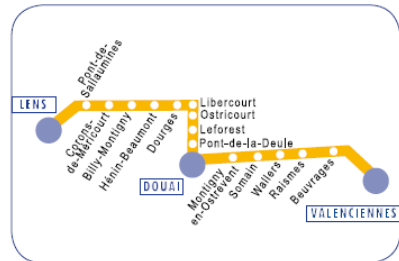 LENS
Pont-de-
Sallaumines
Corons-
de-Méricourt
Billy-Montigny
Hénin-Beaumont
Dourges
Libercourt
Ostricourt
Leforest
Pont-de-la-Deule
DOUAI
Montigny
en-Ostrevent
Somain
Wallers
Raismes
Beuvrages
VALENCIENNES